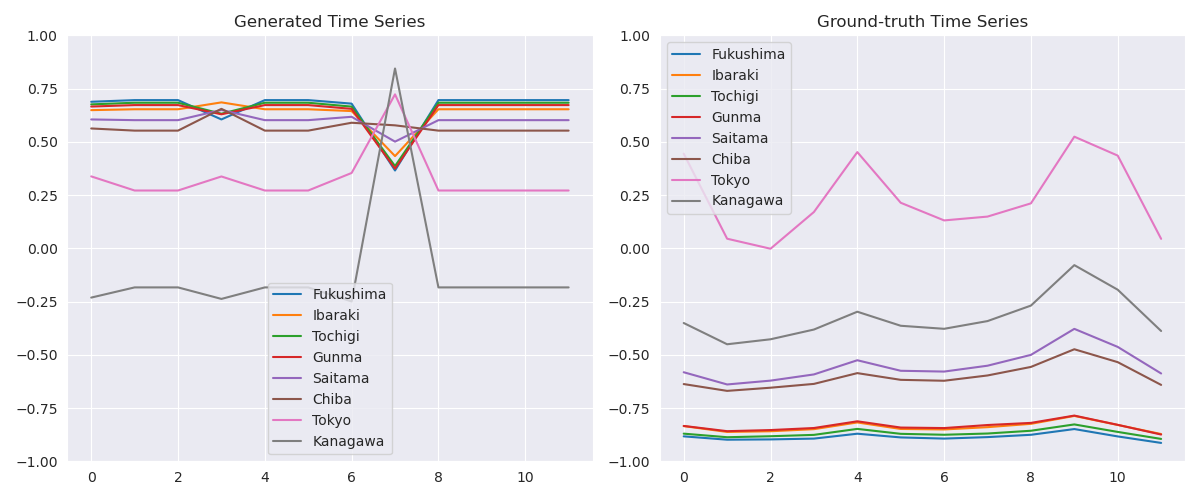 Generated Time Series
1.00
0.75
0.50
0.25
0.00
−0.25
−0.50
−0.75
−1.00
0 2 4 6 8 10
Fukushima
Ibaraki
Tochigi
Gunma
Saitama
Chiba
Tokyo
Kanagawa
Ground-truth Time Series
1.00
0.75
0.50
0.25
0.00
−0.25
−0.50
−0.75
−1.00
0 2 4 6 8 10
Fukushima
Ibaraki
Tochigi
Gunma
Saitama
Chiba
Tokyo
Kanagawa